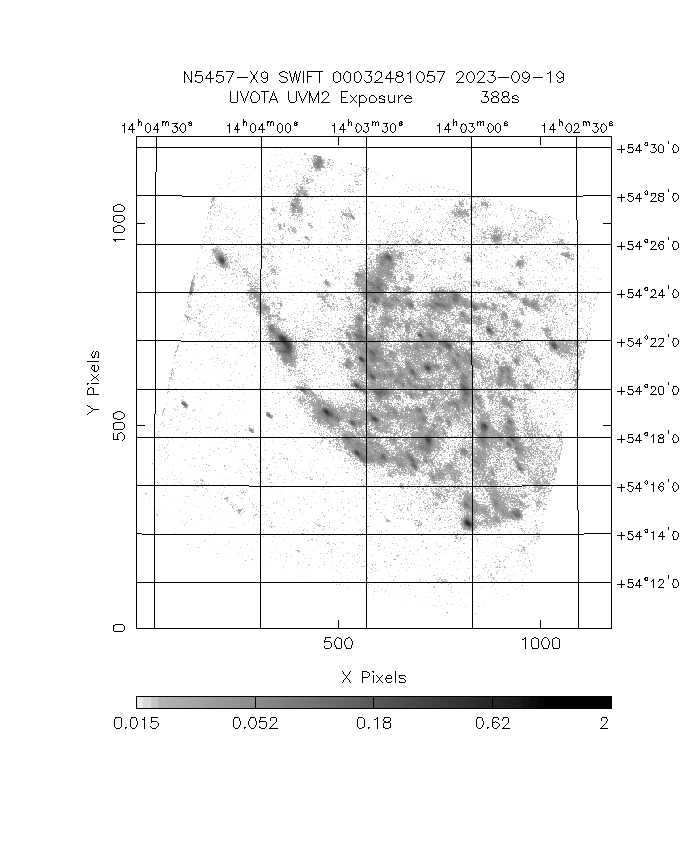 N5457-X9 SWIFT 00032481057 2023-09-19
UVOTA UVM2 Exposure 388s
14ʰ04ᵐ30ˢ 14ʰ04ᵐ00ˢ 14ʰ03ᵐ30ˢ 14ʰ03ᵐ00ˢ 14ʰ02ᵐ30ˢ
+54°30'0
+54°28'0
1000
+54°26'0
+54°24'0
+54°22'0
Y Pixels
+54°20'0
500
+54°18'0
+54°16'0
+54°14'0
+54°12'0
0
500 1000
X Pixels
0.015 0.052 0.18 0.62 2